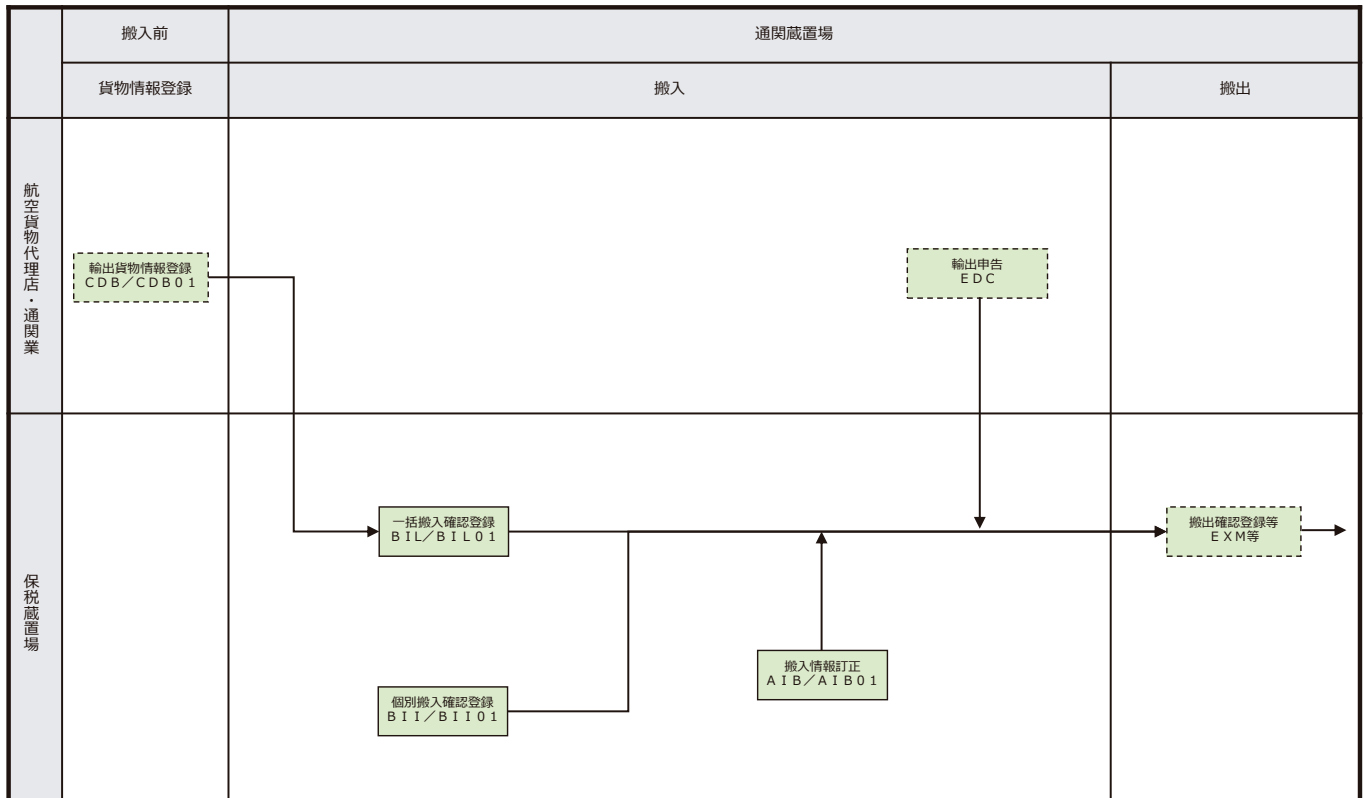 搬入前
通関蔵置場
貨物情報登録
搬入
搬出
航空貨物代理店・通関業
輸出貨物情報登録
ＣＤＢ／ＣＤＢ０１
輸出申告
ＥＤＣ
保税蔵置場
一括搬入確認登録
ＢＩＬ／ＢＩＬ０１
搬出確認登録等
ＥＸＭ等
搬入情報訂正
ＡＩＢ／ＡＩＢ０１
個別搬入確認登録
ＢＩＩ／ＢＩＩ０１